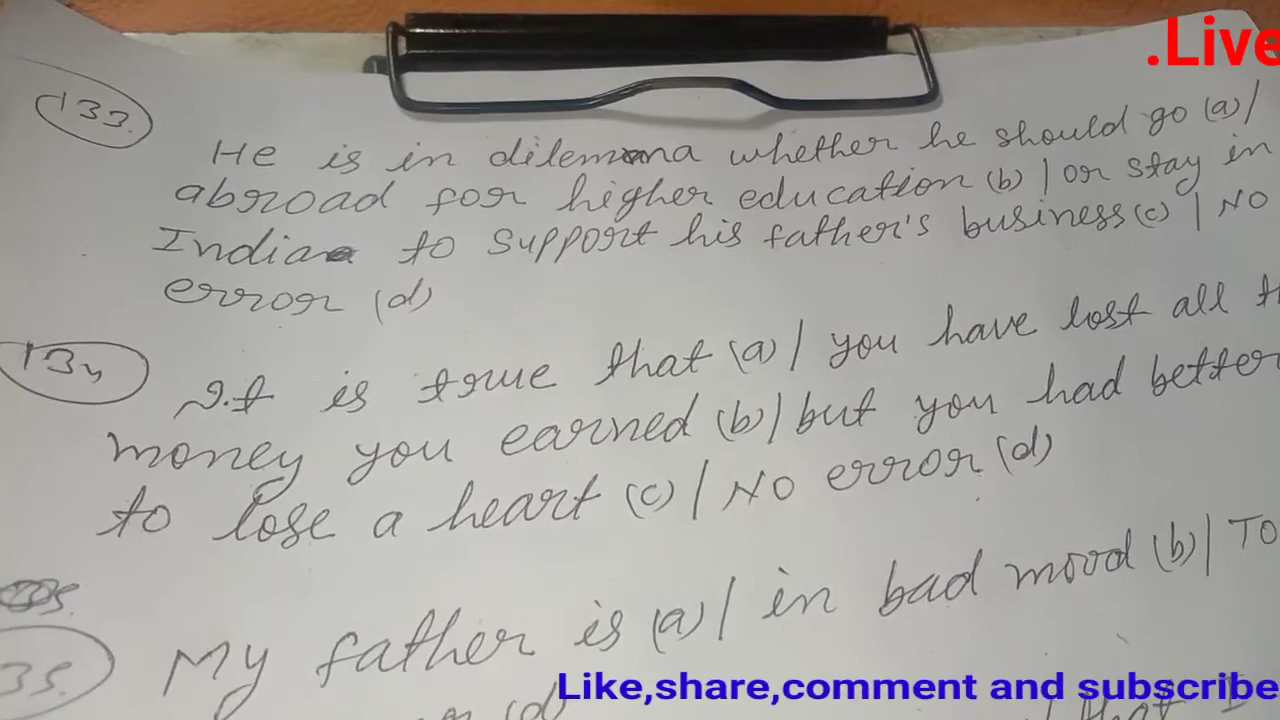 .Live
133.
He is in dilemma whether he should go (a)/
abroad for higher education (b) / or stay in
India to support his father's business (c) / No
error (d)
134
It is true that (a) / you have lost all
money you earned (b) / but you had better
to lose a heart (c) / No error (d)
35.
My father is (a) / in bad mood (b) / To
(d)
that I
Like,share,comment and subscribe